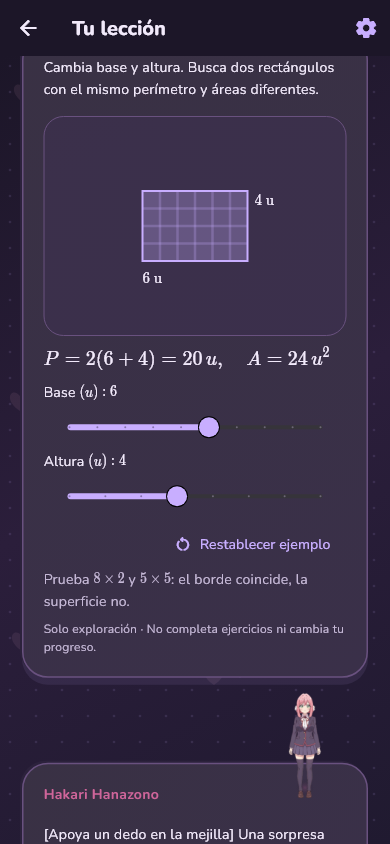 Tu lección
Cambia base y altura. Busca dos rectángulos
con el mismo perímetro y áreas diferentes.
4 u
6 u
P = 2(6 + 4) = 20 u, A = 24 u²
Base (u) : 6
Altura (u) : 4
Restablecer ejemplo
Prueba 8 × 2 y 5 × 5: el borde coincide, la
superficie no.
Solo exploración · No completa ejercicios ni cambia tu
progreso.
Hakari Hanazono
[Apoya un dedo en la mejilla] Una sorpresa